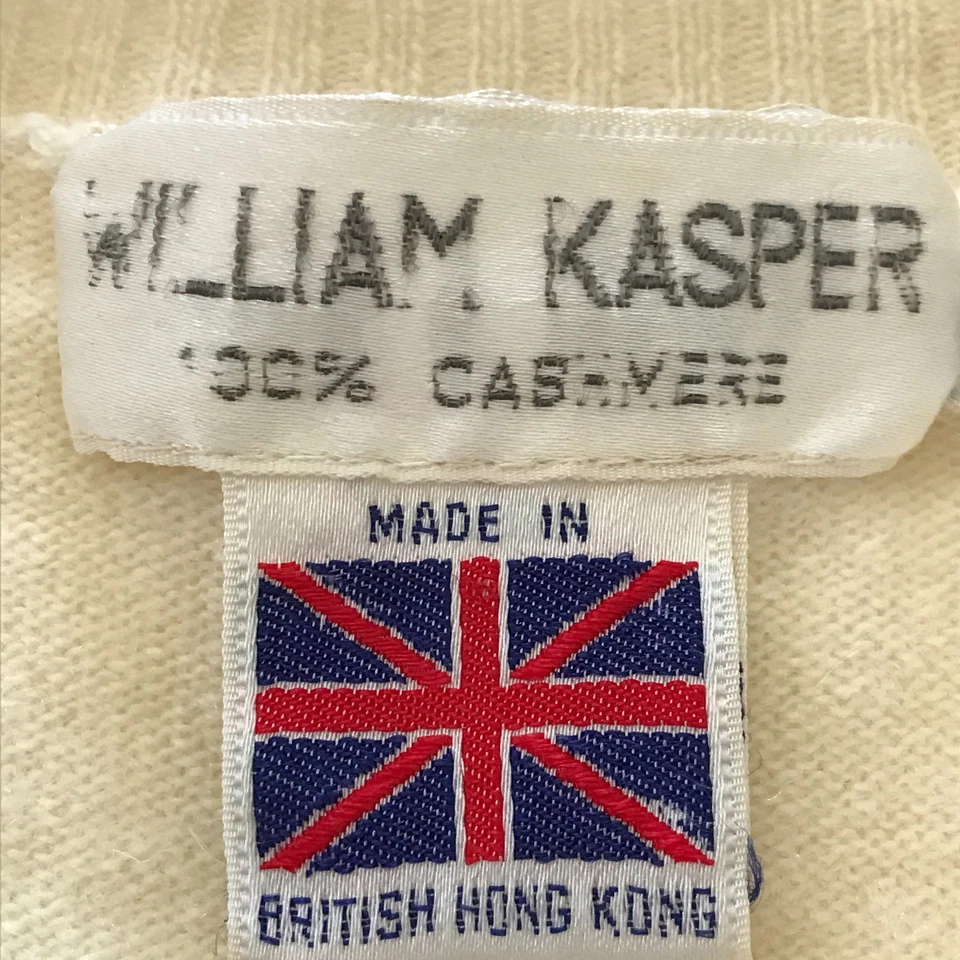 WILLIAM KASPER
100% CASHMERE
MADE IN
BRITISH HONG KONG